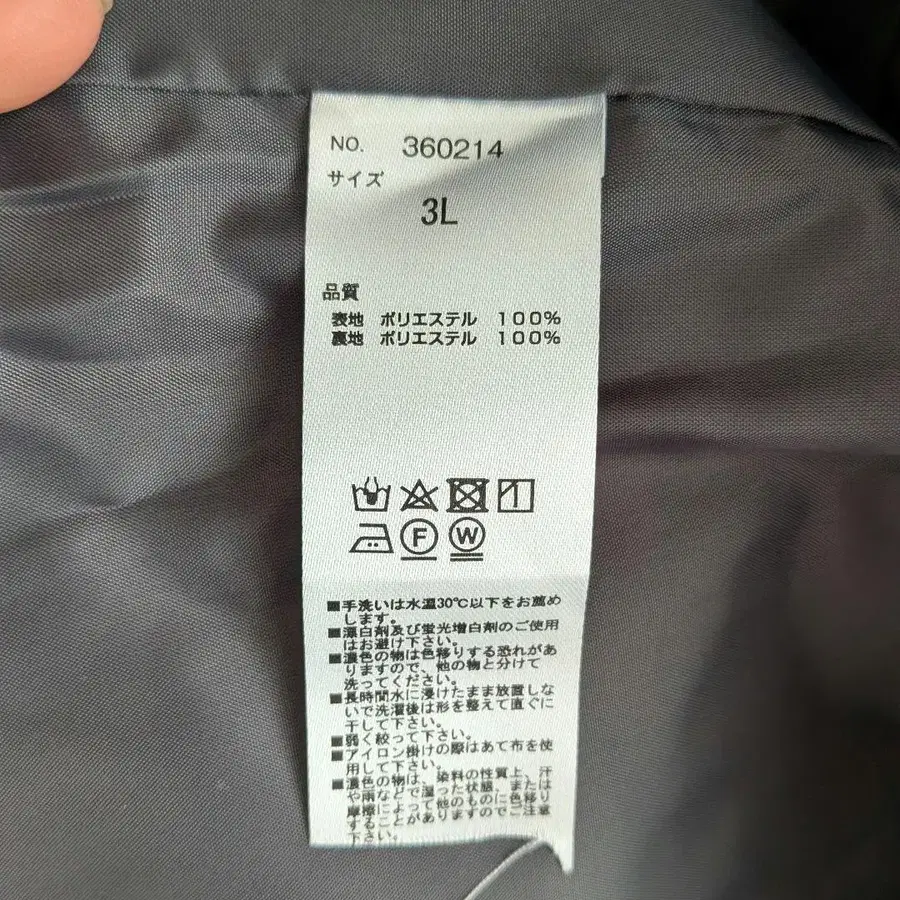 NO. 360214
サイズ
3L
品質
表地 ポリエステル 100%
裏地 ポリエステル 100%
F W
■手洗いは水温30℃以下をお薦め
します。
■漂白剤及び蛍光増白剤のご使用
はお避け下さい。
■濃色の物は色移りする恐れがあ
りますので、他の物と分けて
洗ってください。
■長時間水に浸けたまま放置しな
いで洗濯後は形を整えて直ぐに
干して下さい。
■弱く絞って下さい。
■アイロン掛けの際はあて布を使
用して下さい。
■濃色の物は、染料の性質上、汗
や雨などで湿った状態、または
摩擦によって他のものに色移り
することがありますのでご注意
下さい。